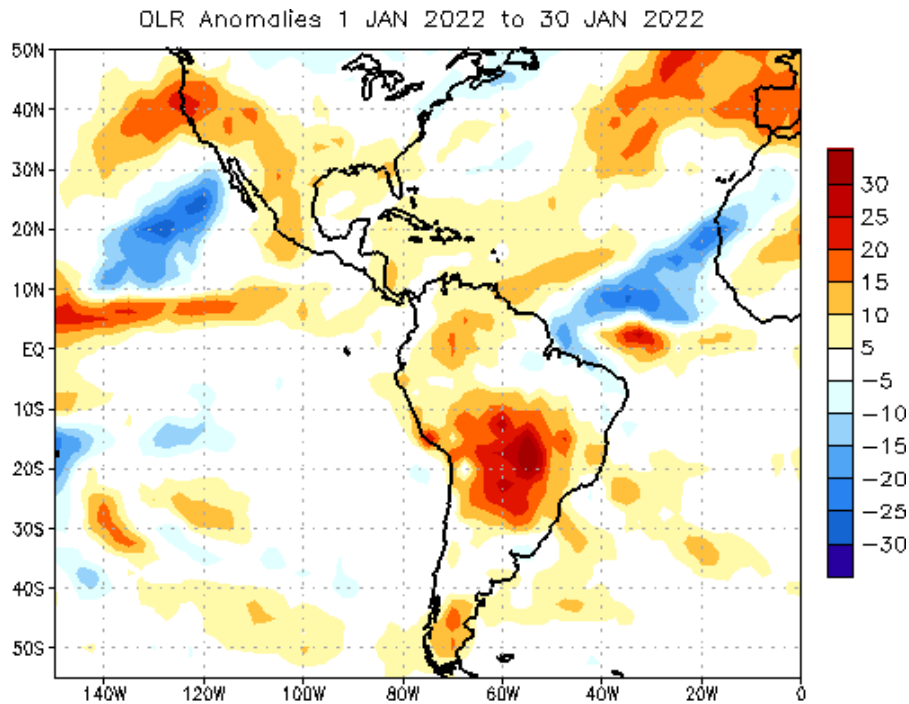 OLR Anomalies 1 JAN 2022 to 30 JAN 2022
50N
40N
30N
20N
10N
EQ
10S
20S
30S
40S
50S
140W 120W 100W 80W 60W 40W 20W 0
30
25
20
15
10
5
−5
−10
−15
−20
−25
−30